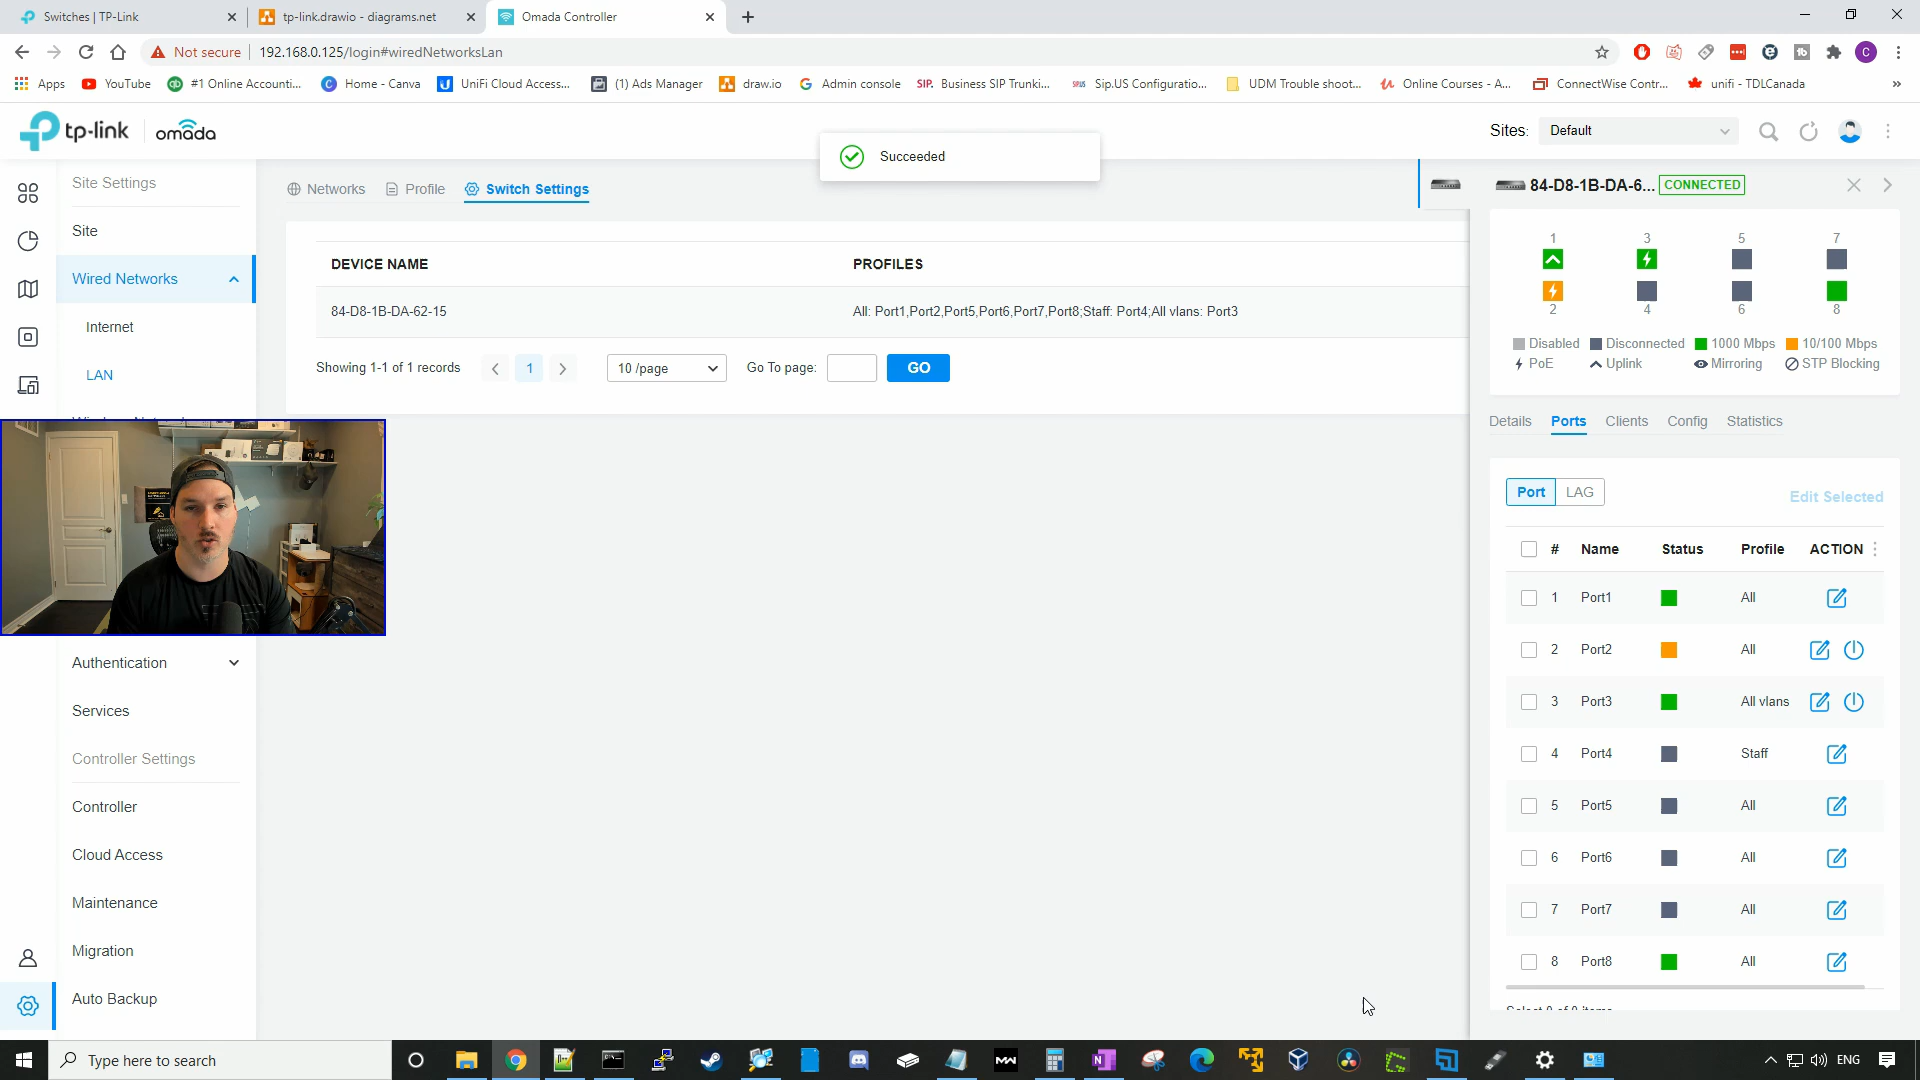 Switches | TP-Link
tp-link.drawio - diagrams.net
Omada Controller
Not secure
192.168.0.125/login#wiredNetworksLan
Apps
YouTube
#1 Online Accounti...
Home - Canva
UniFi Cloud Access...
(1) Ads Manager
draw.io
Admin console
SIP. Business SIP Trunki...
Sip.US Configuratio...
UDM Trouble shoot...
Online Courses - A...
ConnectWise Contr...
unifi - TDLCanada
tp-link
omada
Sites:
Default
Succeeded
Site Settings
Site
Wired Networks
Internet
LAN
Authentication
Services
Controller Settings
Controller
Cloud Access
Maintenance
Migration
Auto Backup
Networks
Profile
Switch Settings
DEVICE NAME
PROFILES
84-D8-1B-DA-62-15
All: Port1,Port2,Port5,Port6,Port7,Port8;Staff: Port4;All vlans: Port3
Showing 1-1 of 1 records
1
10 /page
Go To page:
GO
84-D8-1B-DA-6...
CONNECTED
1 3 5 7
2 4 6 8
Disabled Disconnected 1000 Mbps 10/100 Mbps
PoE Uplink Mirroring STP Blocking
Details Ports Clients Config Statistics
Port LAG
Edit Selected
# Name Status Profile ACTION
1 Port1 All
2 Port2 All
3 Port3 All vlans
4 Port4 Staff
5 Port5 All
6 Port6 All
7 Port7 All
8 Port8 All
Type here to search
ENG